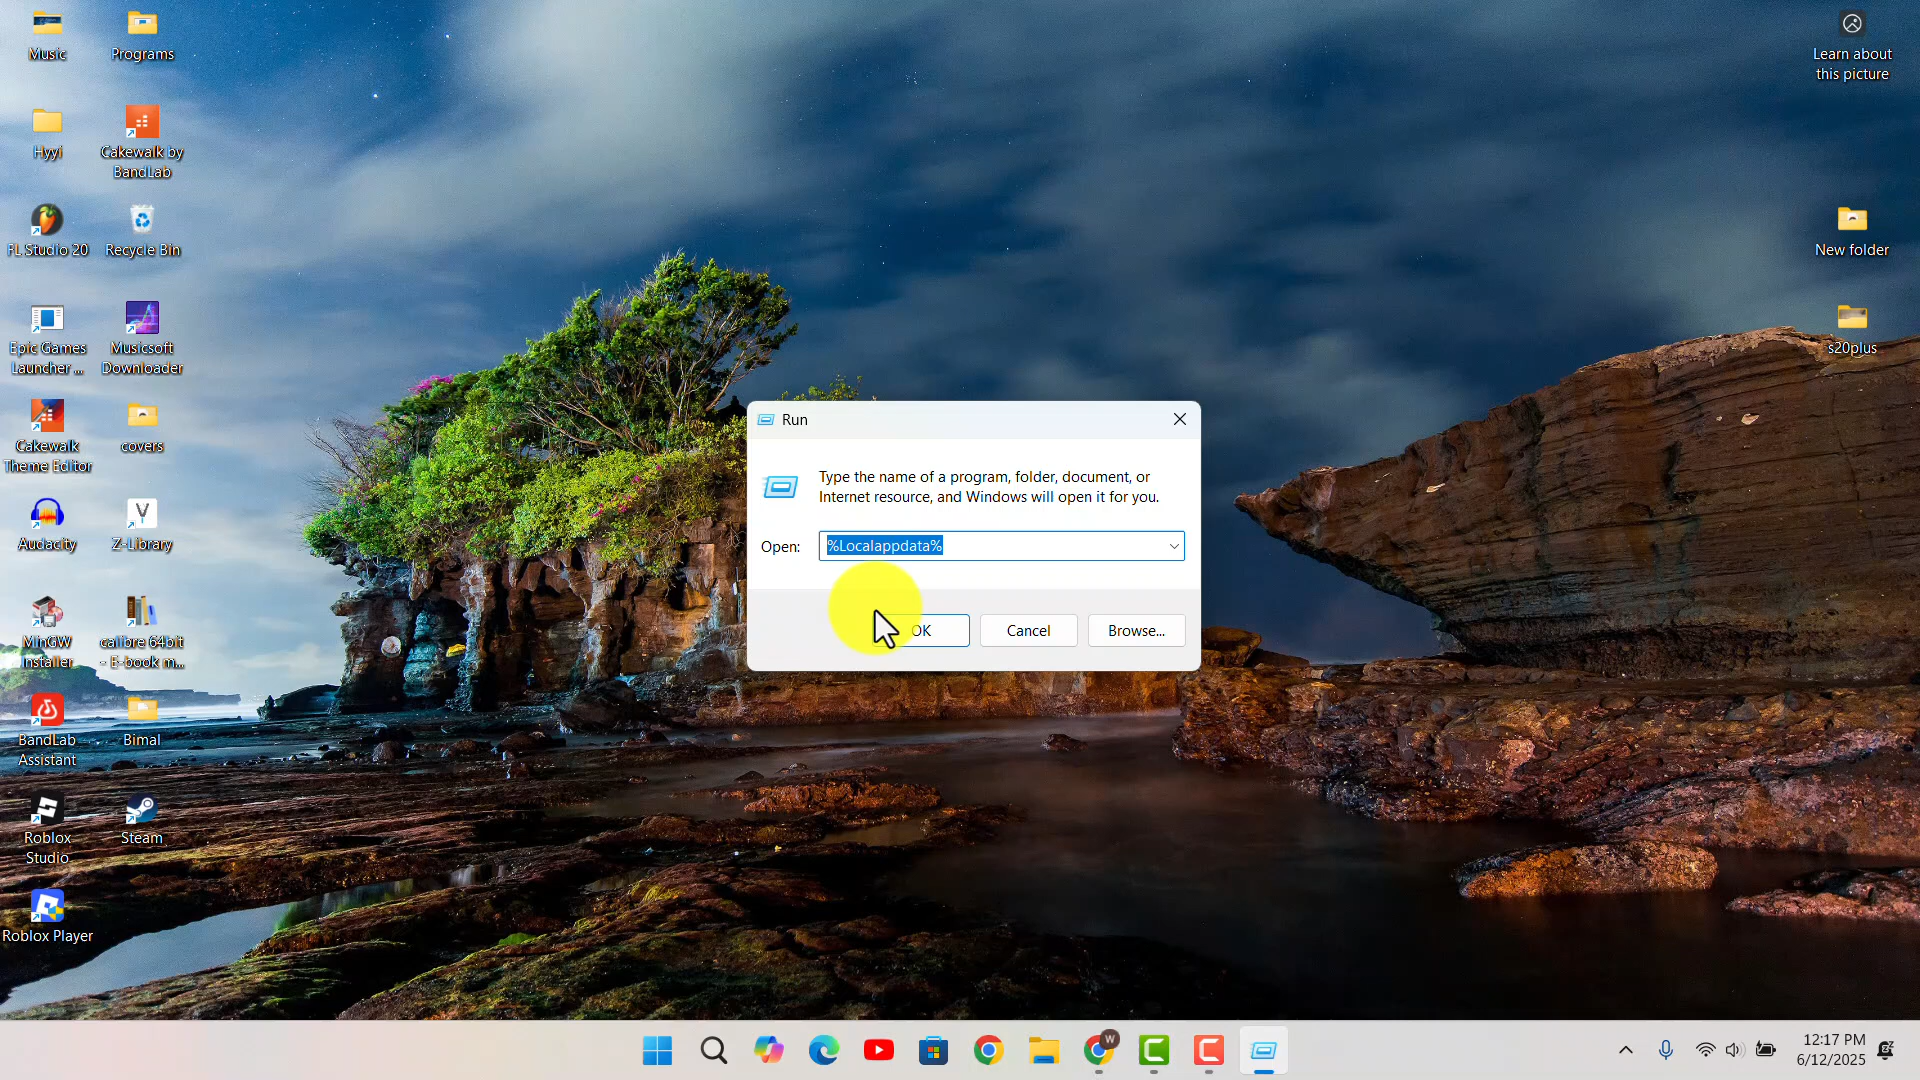 Music
Programs
Learn about
this picture
Hyyi
Cakewalk by
BandLab
FL Studio 20
Recycle Bin
New folder
Epic Games
Launcher ...
Musicsoft
Downloader
s20plus
Run
Cakewalk
Theme Editor
covers
Type the name of a program, folder, document, or
Internet resource, and Windows will open it for you.
Open:
%Localappdata%
Audacity
Z-Library
OK
Cancel
Browse...
MinGW
Installer
calibre 64bit
- E-book m...
BandLab
Assistant
Bimal
Roblox
Studio
Steam
Roblox Player
W
12:17 PM
6/12/2025